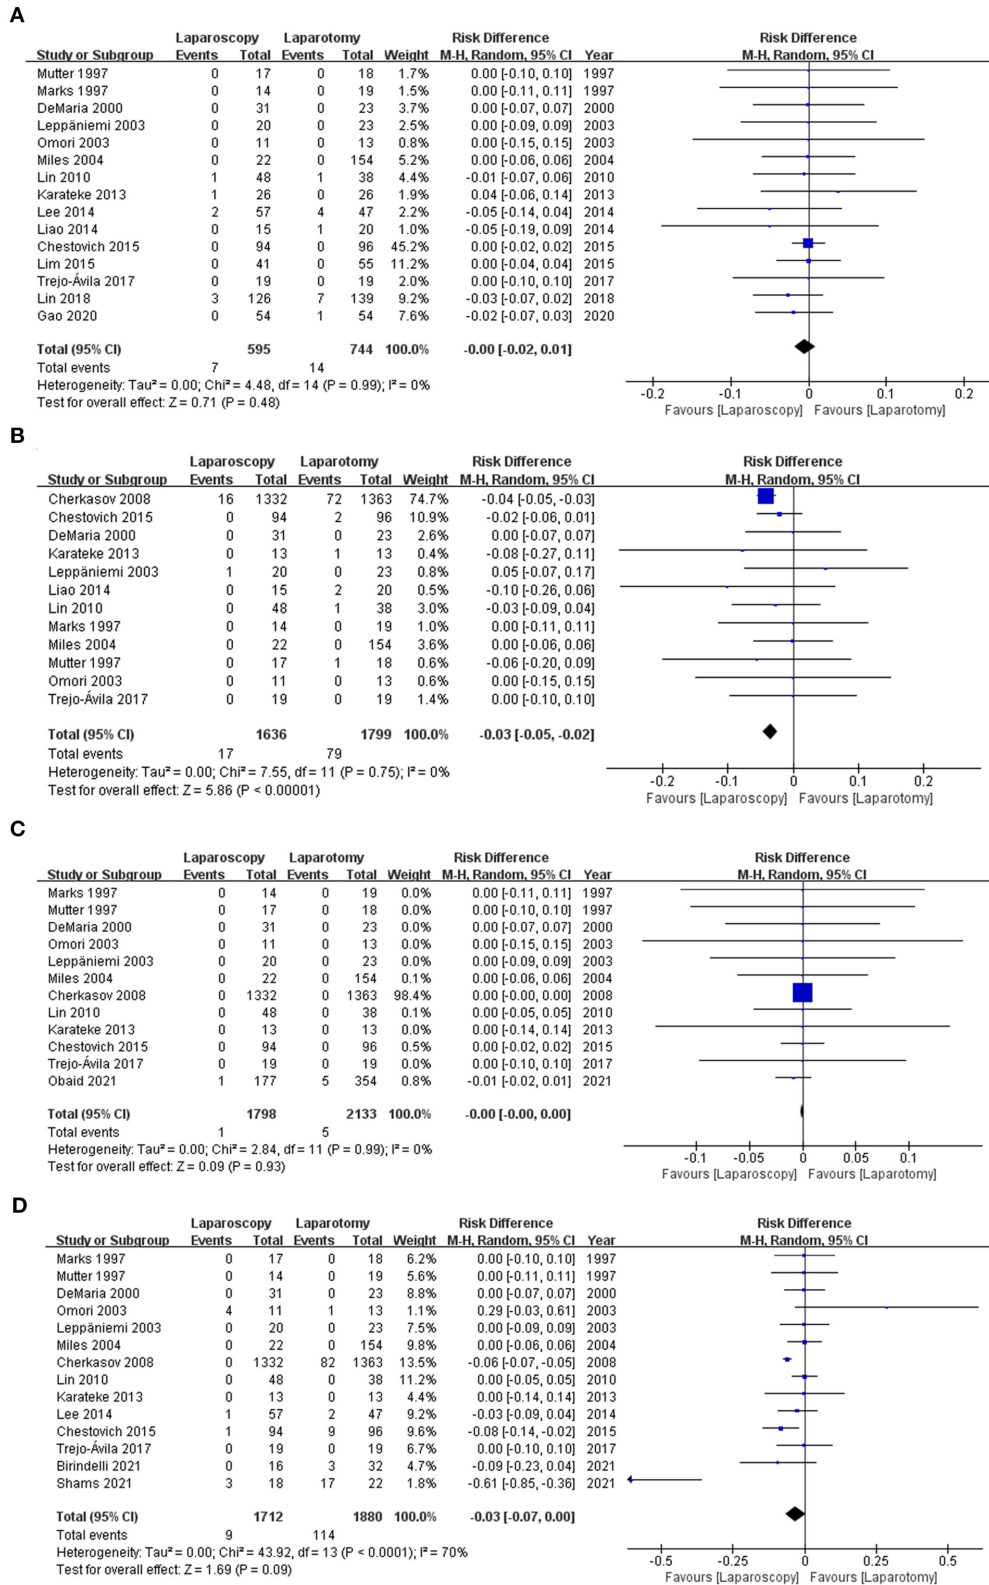 A
Laparoscopy Laparotomy Risk Difference Risk Difference
Study or Subgroup Events Total Events Total Weight M-H, Random, 95% CI Year M-H, Random, 95% CI
Mutter 1997 0 17 0 18 1.7% 0.00 [-0.10, 0.10] 1997
Marks 1997 0 14 0 19 1.5% 0.00 [-0.11, 0.11] 1997
DeMaria 2000 0 31 0 23 3.7% 0.00 [-0.07, 0.07] 2000
Leppäniemi 2003 0 20 0 23 2.5% 0.00 [-0.09, 0.09] 2003
Omori 2003 0 11 0 13 0.8% 0.00 [-0.15, 0.15] 2003
Miles 2004 0 22 0 154 5.2% 0.00 [-0.06, 0.06] 2004
Lin 2010 1 48 1 38 4.4% -0.01 [-0.07, 0.06] 2010
Karateke 2013 1 26 0 26 1.9% 0.04 [-0.06, 0.14] 2013
Lee 2014 2 57 4 47 2.2% -0.05 [-0.14, 0.04] 2014
Liao 2014 0 15 1 20 1.0% -0.05 [-0.19, 0.09] 2014
Chestovich 2015 0 94 0 96 45.2% 0.00 [-0.02, 0.02] 2015
Lim 2015 0 41 0 55 11.2% 0.00 [-0.04, 0.04] 2015
Trejo-Ávila 2017 0 19 0 19 2.0% 0.00 [-0.10, 0.10] 2017
Lin 2018 3 126 7 139 9.2% -0.03 [-0.07, 0.02] 2018
Gao 2020 0 54 1 54 7.6% -0.02 [-0.07, 0.03] 2020
Total (95% CI) 595 744 100.0% -0.00 [-0.02, 0.01]
Total events 7 14
Heterogeneity: Tau² = 0.00; Chi² = 4.48, df = 14 (P = 0.99); I² = 0%
Test for overall effect: Z = 0.71 (P = 0.48)
-0.2 -0.1 0 0.1 0.2
Favours [Laparoscopy] Favours [Laparotomy]
B
Laparoscopy Laparotomy Risk Difference Risk Difference
Study or Subgroup Events Total Events Total Weight M-H, Random, 95% CI M-H, Random, 95% CI
Cherkasov 2008 16 1332 72 1363 74.7% -0.04 [-0.05, -0.03]
Chestovich 2015 0 94 2 96 10.9% -0.02 [-0.06, 0.01]
DeMaria 2000 0 31 0 23 2.6% 0.00 [-0.07, 0.07]
Karateke 2013 0 13 1 13 0.4% -0.08 [-0.27, 0.11]
Leppäniemi 2003 1 20 0 23 0.8% 0.05 [-0.07, 0.17]
Liao 2014 0 15 2 20 0.5% -0.10 [-0.26, 0.06]
Lin 2010 0 48 1 38 3.0% -0.03 [-0.09, 0.04]
Marks 1997 0 14 0 19 1.0% 0.00 [-0.11, 0.11]
Miles 2004 0 22 0 154 3.6% 0.00 [-0.06, 0.06]
Mutter 1997 0 17 1 18 0.6% -0.06 [-0.20, 0.09]
Omori 2003 0 11 0 13 0.6% 0.00 [-0.15, 0.15]
Trejo-Ávila 2017 0 19 0 19 1.4% 0.00 [-0.10, 0.10]
Total (95% CI) 1636 1799 100.0% -0.03 [-0.05, -0.02]
Total events 17 79
Heterogeneity: Tau² = 0.00; Chi² = 7.55, df = 11 (P = 0.75); I² = 0%
Test for overall effect: Z = 5.86 (P < 0.00001)
-0.2 -0.1 0 0.1 0.2
Favours [Laparoscopy] Favours [Laparotomy]
C
Laparoscopy Laparotomy Risk Difference Risk Difference
Study or Subgroup Events Total Events Total Weight M-H, Random, 95% CI Year M-H, Random, 95% CI
Marks 1997 0 14 0 19 0.0% 0.00 [-0.11, 0.11] 1997
Mutter 1997 0 17 0 18 0.0% 0.00 [-0.10, 0.10] 1997
DeMaria 2000 0 31 0 23 0.0% 0.00 [-0.07, 0.07] 2000
Omori 2003 0 11 0 13 0.0% 0.00 [-0.15, 0.15] 2003
Leppäniemi 2003 0 20 0 23 0.0% 0.00 [-0.09, 0.09] 2003
Miles 2004 0 22 0 154 0.1% 0.00 [-0.06, 0.06] 2004
Cherkasov 2008 0 1332 0 1363 98.4% 0.00 [-0.00, 0.00] 2008
Lin 2010 0 48 0 38 0.1% 0.00 [-0.05, 0.05] 2010
Karateke 2013 0 13 0 13 0.0% 0.00 [-0.14, 0.14] 2013
Chestovich 2015 0 94 0 96 0.5% 0.00 [-0.02, 0.02] 2015
Trejo-Ávila 2017 0 19 0 19 0.0% 0.00 [-0.10, 0.10] 2017
Obaid 2021 1 177 5 354 0.8% -0.01 [-0.02, 0.01] 2021
Total (95% CI) 1798 2133 100.0% -0.00 [-0.00, 0.00]
Total events 1 5
Heterogeneity: Tau² = 0.00; Chi² = 2.84, df = 11 (P = 0.99); I² = 0%
Test for overall effect: Z = 0.09 (P = 0.93)
-0.1 -0.05 0 0.05 0.1
Favours [Laparoscopy] Favours [Laparotomy]
D
Laparoscopy Laparotomy Risk Difference Risk Difference
Study or Subgroup Events Total Events Total Weight M-H, Random, 95% CI Year M-H, Random, 95% CI
Marks 1997 0 17 0 18 6.2% 0.00 [-0.10, 0.10] 1997
Mutter 1997 0 14 0 19 5.6% 0.00 [-0.11, 0.11] 1997
DeMaria 2000 0 31 0 23 8.8% 0.00 [-0.07, 0.07] 2000
Omori 2003 4 11 1 13 1.1% 0.29 [-0.03, 0.61] 2003
Leppäniemi 2003 0 20 0 23 7.3% 0.00 [-0.09, 0.09] 2003
Miles 2004 0 22 0 154 9.8% 0.00 [-0.06, 0.06] 2004
Cherkasov 2008 0 1332 82 1363 13.5% -0.06 [-0.07, -0.05] 2008
Lin 2010 0 48 0 38 11.2% 0.00 [-0.05, 0.05] 2010
Karateke 2013 0 13 0 13 4.4% 0.00 [-0.14, 0.14] 2013
Lee 2014 1 57 2 47 9.2% -0.03 [-0.09, 0.04] 2014
Chestovich 2015 1 94 9 96 9.6% -0.08 [-0.14, -0.02] 2015
Trejo-Ávila 2017 0 19 0 19 6.7% 0.00 [-0.10, 0.10] 2017
Birindelli 2021 0 16 3 32 4.7% -0.09 [-0.23, 0.04] 2021
Shams 2021 3 18 17 22 1.8% -0.61 [-0.85, -0.36] 2021
Total (95% CI) 1712 1880 100.0% -0.03 [-0.07, 0.00]
Total events 9 114
Heterogeneity: Tau² = 0.00; Chi² = 43.92, df = 13 (P < 0.0001); I² = 70%
Test for overall effect: Z = 1.69 (P = 0.09)
-0.5 -0.25 0 0.25 0.5
Favours [Laparoscopy] Favours [Laparotomy]